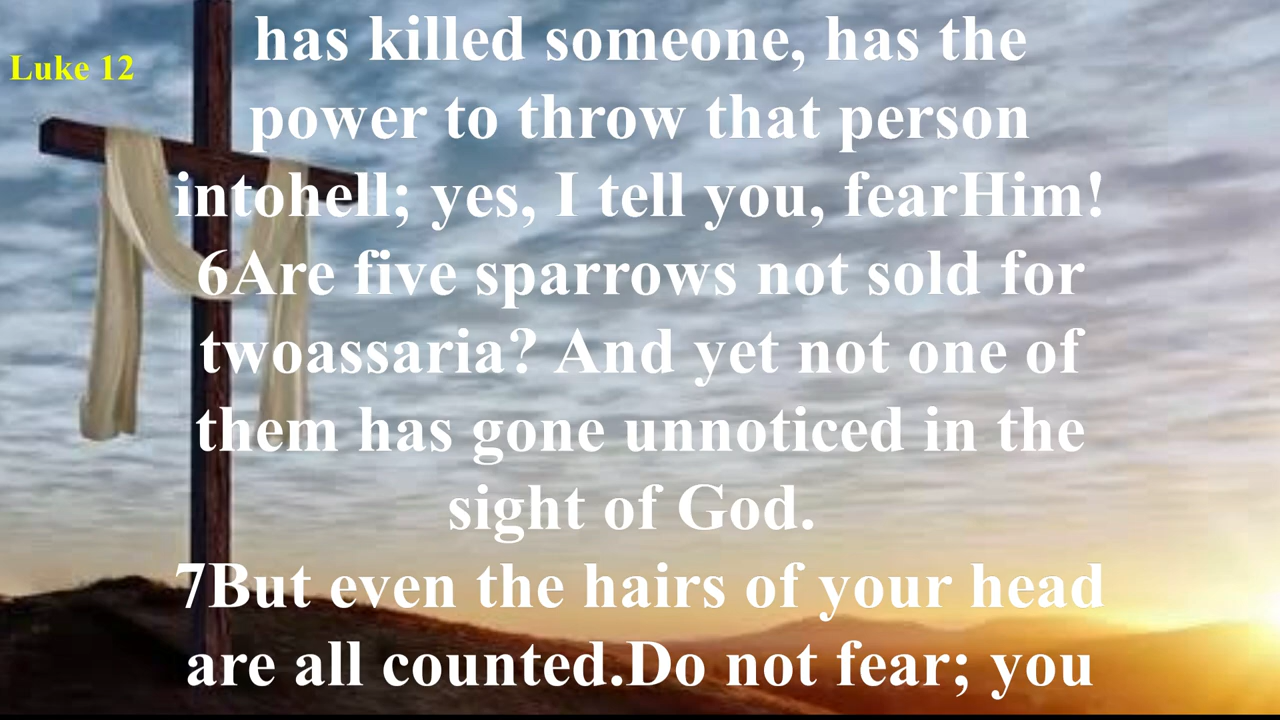 Luke 12
has killed someone, has the
power to throw that person
intohell; yes, I tell you, fearHim!
6Are five sparrows not sold for
twoassaria? And yet not one of
them has gone unnoticed in the
sight of God.
7But even the hairs of your head
are all counted.Do not fear; you